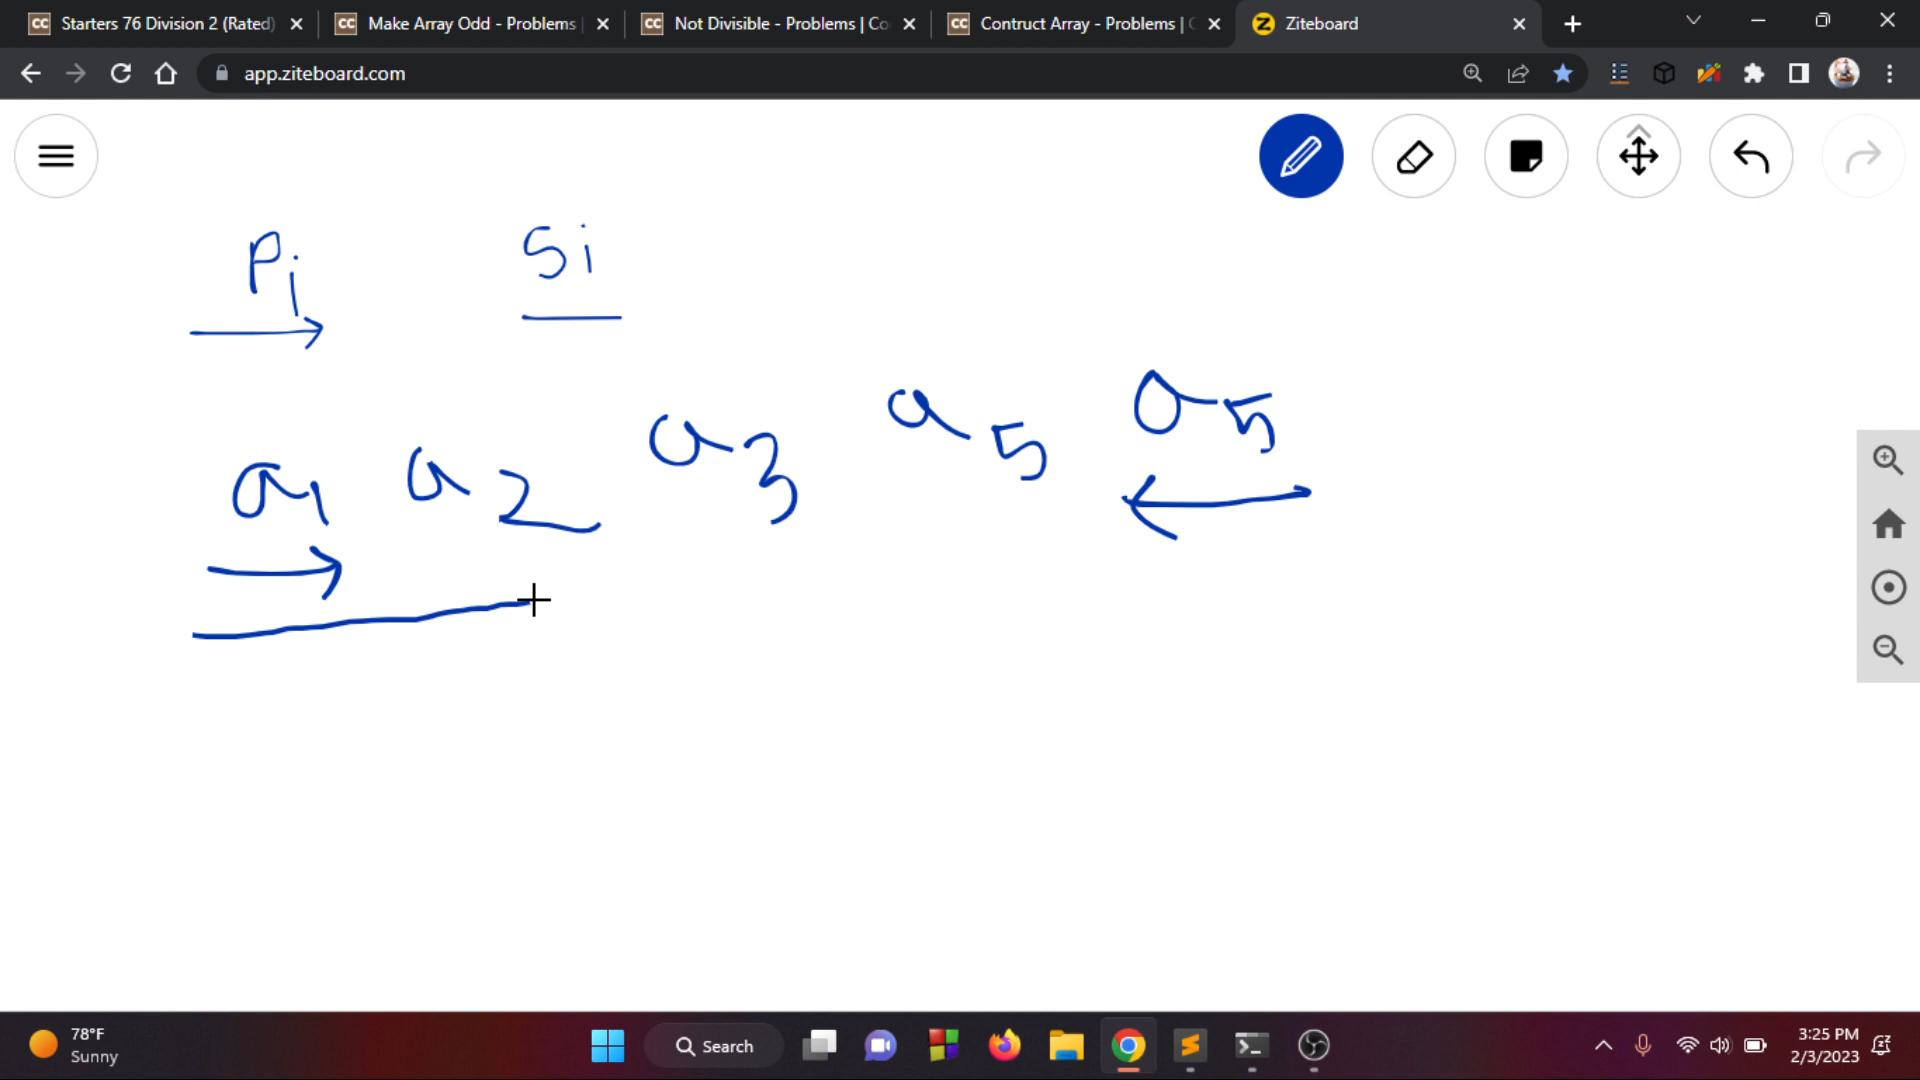 Starters 76 Division 2 (Rated)
Make Array Odd - Problems
Not Divisible - Problems | Co
Contruct Array - Problems | C
Ziteboard
app.ziteboard.com
Pi
Si
a1 a2 a3 a5 a5
78°F
Sunny
Search
3:25 PM
2/3/2023